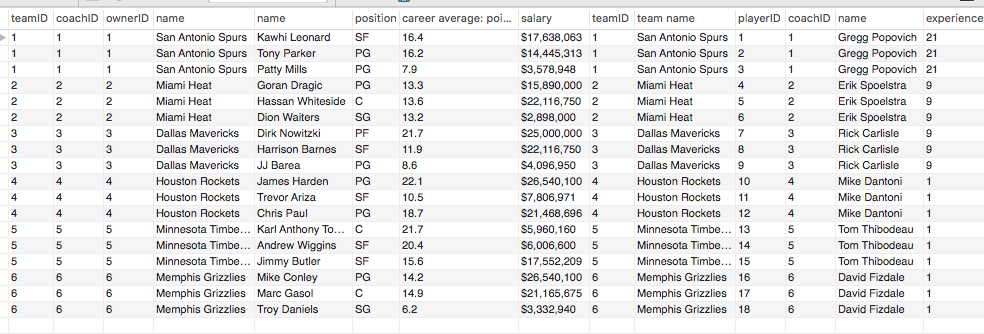 teamID coachID ownerID name name position career average: poi... salary teamID team name playerID coachID name experience
1 1 1 San Antonio Spurs Kawhi Leonard SF 16.4 $17,638,063 1 San Antonio Spurs 1 1 Gregg Popovich 21
1 1 1 San Antonio Spurs Tony Parker PG 16.2 $14,445,313 1 San Antonio Spurs 2 1 Gregg Popovich 21
1 1 1 San Antonio Spurs Patty Mills PG 7.9 $3,578,948 1 San Antonio Spurs 3 1 Gregg Popovich 21
2 2 2 Miami Heat Goran Dragic PG 13.3 $15,890,000 2 Miami Heat 4 2 Erik Spoelstra 9
2 2 2 Miami Heat Hassan Whiteside C 13.6 $22,116,750 2 Miami Heat 5 2 Erik Spoelstra 9
2 2 2 Miami Heat Dion Waiters SG 13.2 $2,898,000 2 Miami Heat 6 2 Erik Spoelstra 9
3 3 3 Dallas Mavericks Dirk Nowitzki PF 21.7 $25,000,000 3 Dallas Mavericks 7 3 Rick Carlisle 9
3 3 3 Dallas Mavericks Harrison Barnes SF 11.9 $22,116,750 3 Dallas Mavericks 8 3 Rick Carlisle 9
3 3 3 Dallas Mavericks JJ Barea PG 8.6 $4,096,950 3 Dallas Mavericks 9 3 Rick Carlisle 9
4 4 4 Houston Rockets James Harden PG 22.1 $26,540,100 4 Houston Rockets 10 4 Mike Dantoni 1
4 4 4 Houston Rockets Trevor Ariza SF 10.5 $7,806,971 4 Houston Rockets 11 4 Mike Dantoni 1
4 4 4 Houston Rockets Chris Paul PG 18.7 $21,468,696 4 Houston Rockets 12 4 Mike Dantoni 1
5 5 5 Minnesota Timbe... Karl Anthony To... C 21.7 $5,960,160 5 Minnesota Timbe... 13 5 Tom Thibodeau 1
5 5 5 Minnesota Timbe... Andrew Wiggins SF 20.4 $6,006,600 5 Minnesota Timbe... 14 5 Tom Thibodeau 1
5 5 5 Minnesota Timbe... Jimmy Butler SF 15.6 $17,552,209 5 Minnesota Timbe... 15 5 Tom Thibodeau 1
6 6 6 Memphis Grizzlies Mike Conley PG 14.2 $26,540,100 6 Memphis Grizzlies 16 6 David Fizdale 1
6 6 6 Memphis Grizzlies Marc Gasol C 14.9 $21,165,675 6 Memphis Grizzlies 17 6 David Fizdale 1
6 6 6 Memphis Grizzlies Troy Daniels SG 6.2 $3,332,940 6 Memphis Grizzlies 18 6 David Fizdale 1